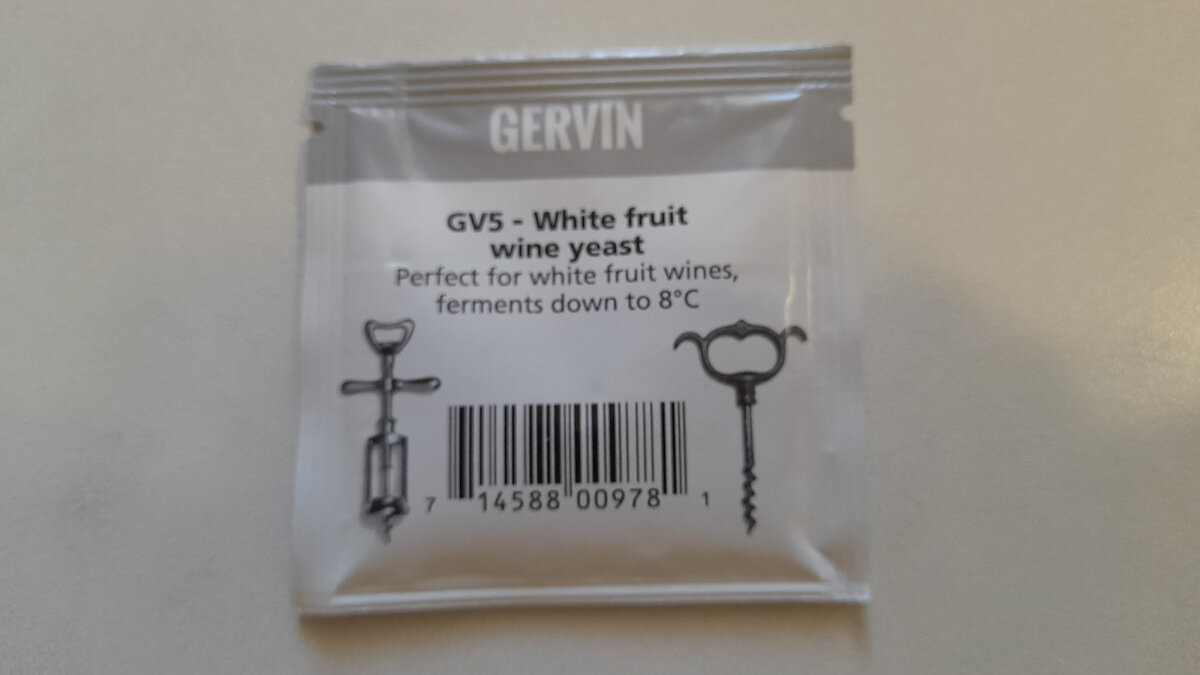 GERVIN
GV5 - White fruit
wine yeast
Perfect for white fruit wines,
ferments down to 8°C
7 14588 00978 1